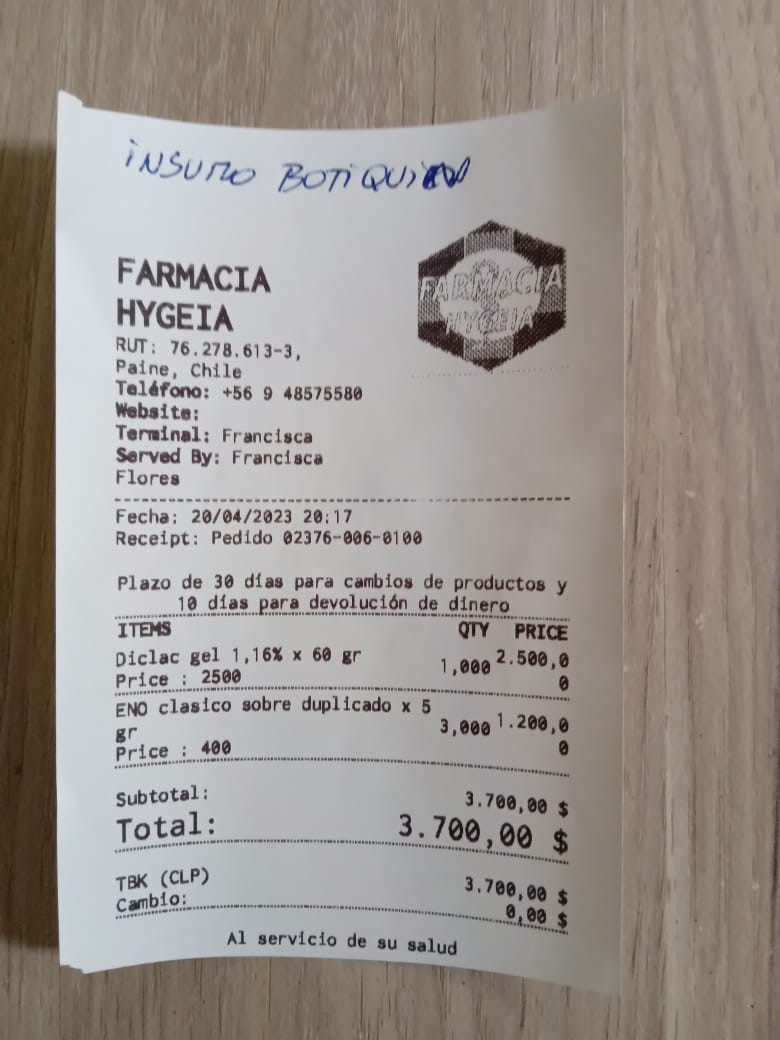 INSUMO BOTIQUIN
FARMACIA
HYGEIA
FARMACIA
HYGEIA
RUT: 76.278.613-3,
Paine, Chile
Teléfono: +56 9 48575580
Website:
Terminal: Francisca
Served By: Francisca
Flores
Fecha: 20/04/2023 20:17
Receipt: Pedido 02376-006-0100
Plazo de 30 días para cambios de productos y
10 días para devolución de dinero
ITEMS QTY PRICE
Diclac gel 1,16% x 60 gr 1,000 2.500,0
Price : 2500 0
ENO clasico sobre duplicado x 5
gr 3,000 1.200,0
Price : 400 0
Subtotal: 3.700,00 $
Total: 3.700,00 $
TBK (CLP) 3.700,00 $
Cambio: 0,00 $
Al servicio de su salud